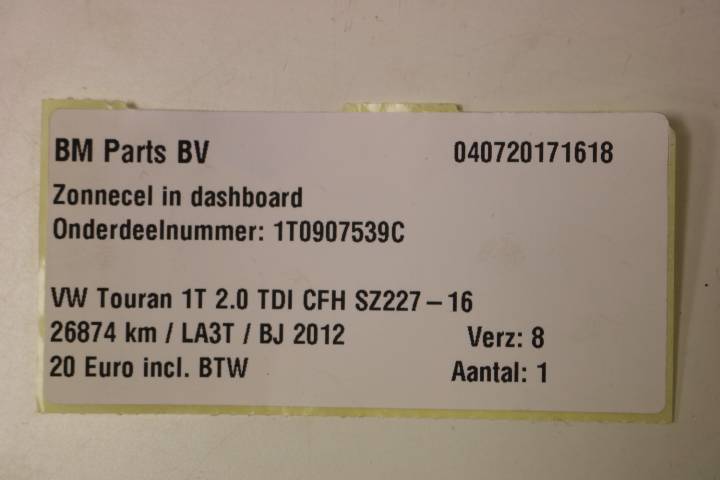 BM Parts BV 040720171618
Zonnecel in dashboard
Onderdeelnummer: 1T0907539C
VW Touran 1T 2.0 TDI CFH SZ227-16
26874 km / LA3T / BJ 2012 Verz: 8
20 Euro incl. BTW Aantal: 1